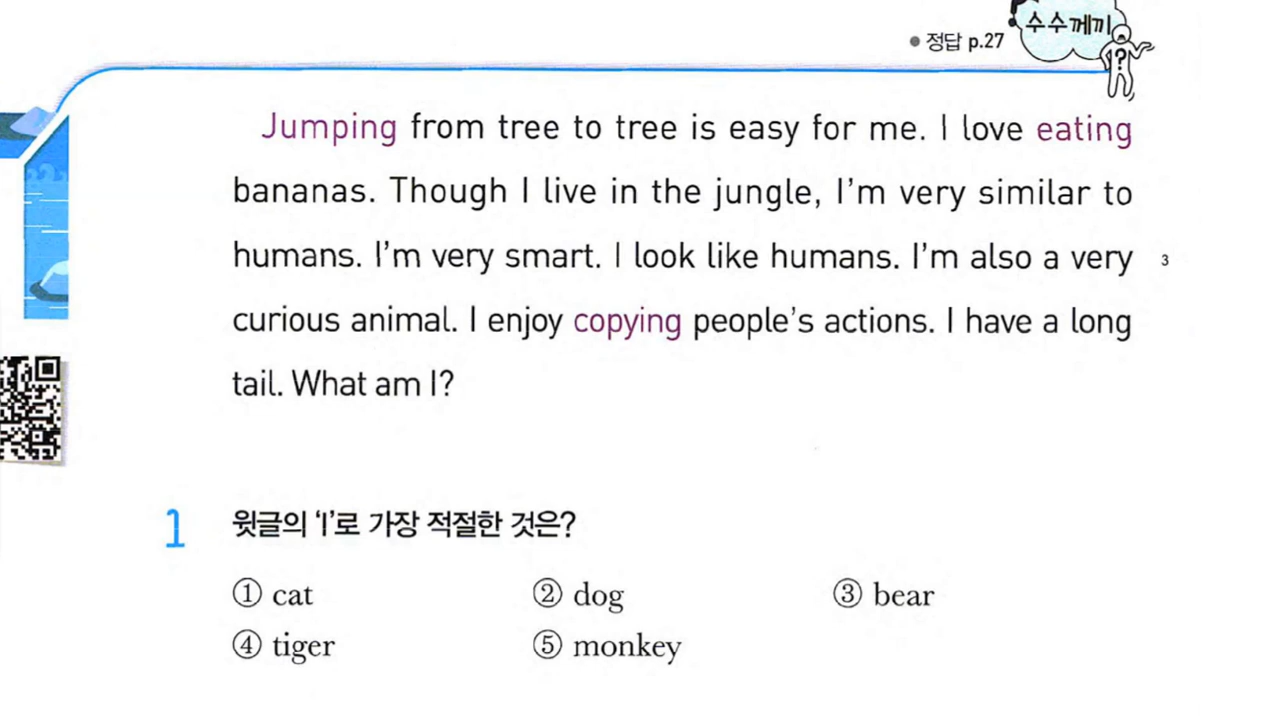 수수께끼
● 정답 p.27
?
Jumping from tree to tree is easy for me. I love eating
bananas. Though I live in the jungle, I'm very similar to
humans. I'm very smart. I look like humans. I'm also a very 3
curious animal. I enjoy copying people's actions. I have a long
tail. What am I?
1 윗글의 'I'로 가장 적절한 것은?
① cat ② dog ③ bear
④ tiger ⑤ monkey